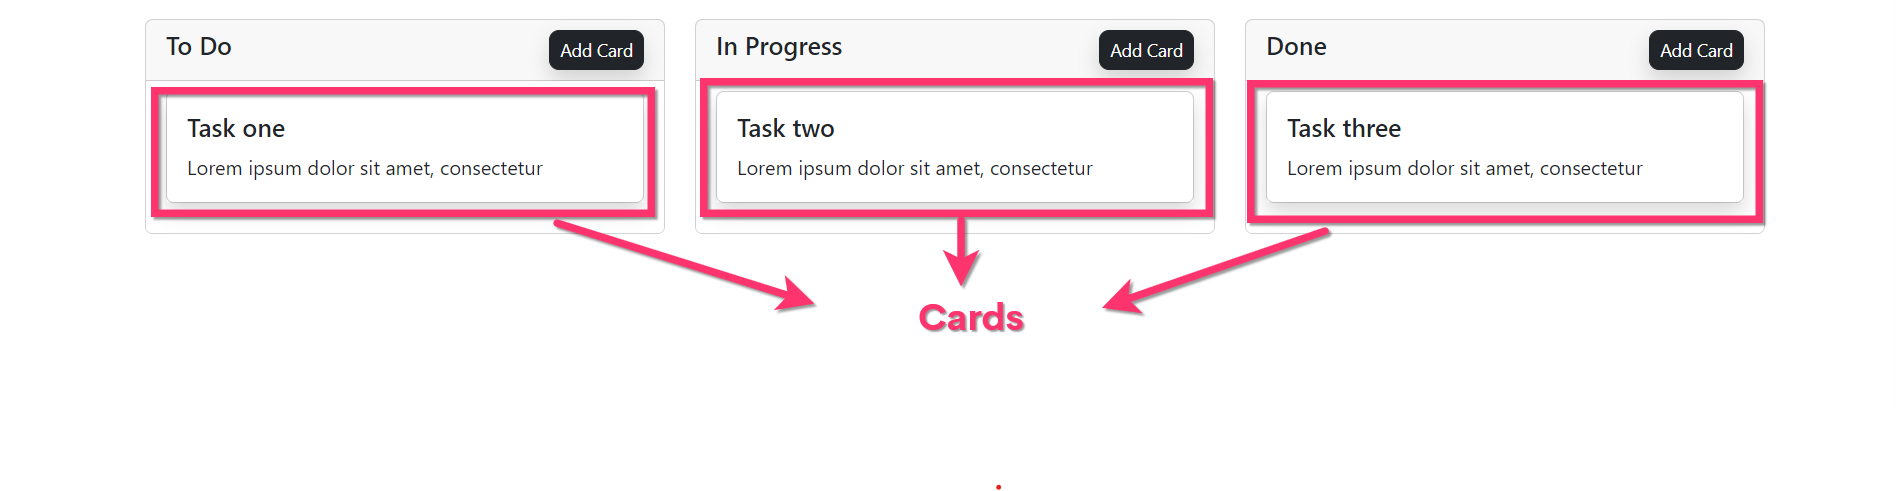 To Do
Add Card
Task one
Lorem ipsum dolor sit amet, consectetur
In Progress
Add Card
Task two
Lorem ipsum dolor sit amet, consectetur
Done
Add Card
Task three
Lorem ipsum dolor sit amet, consectetur
Cards